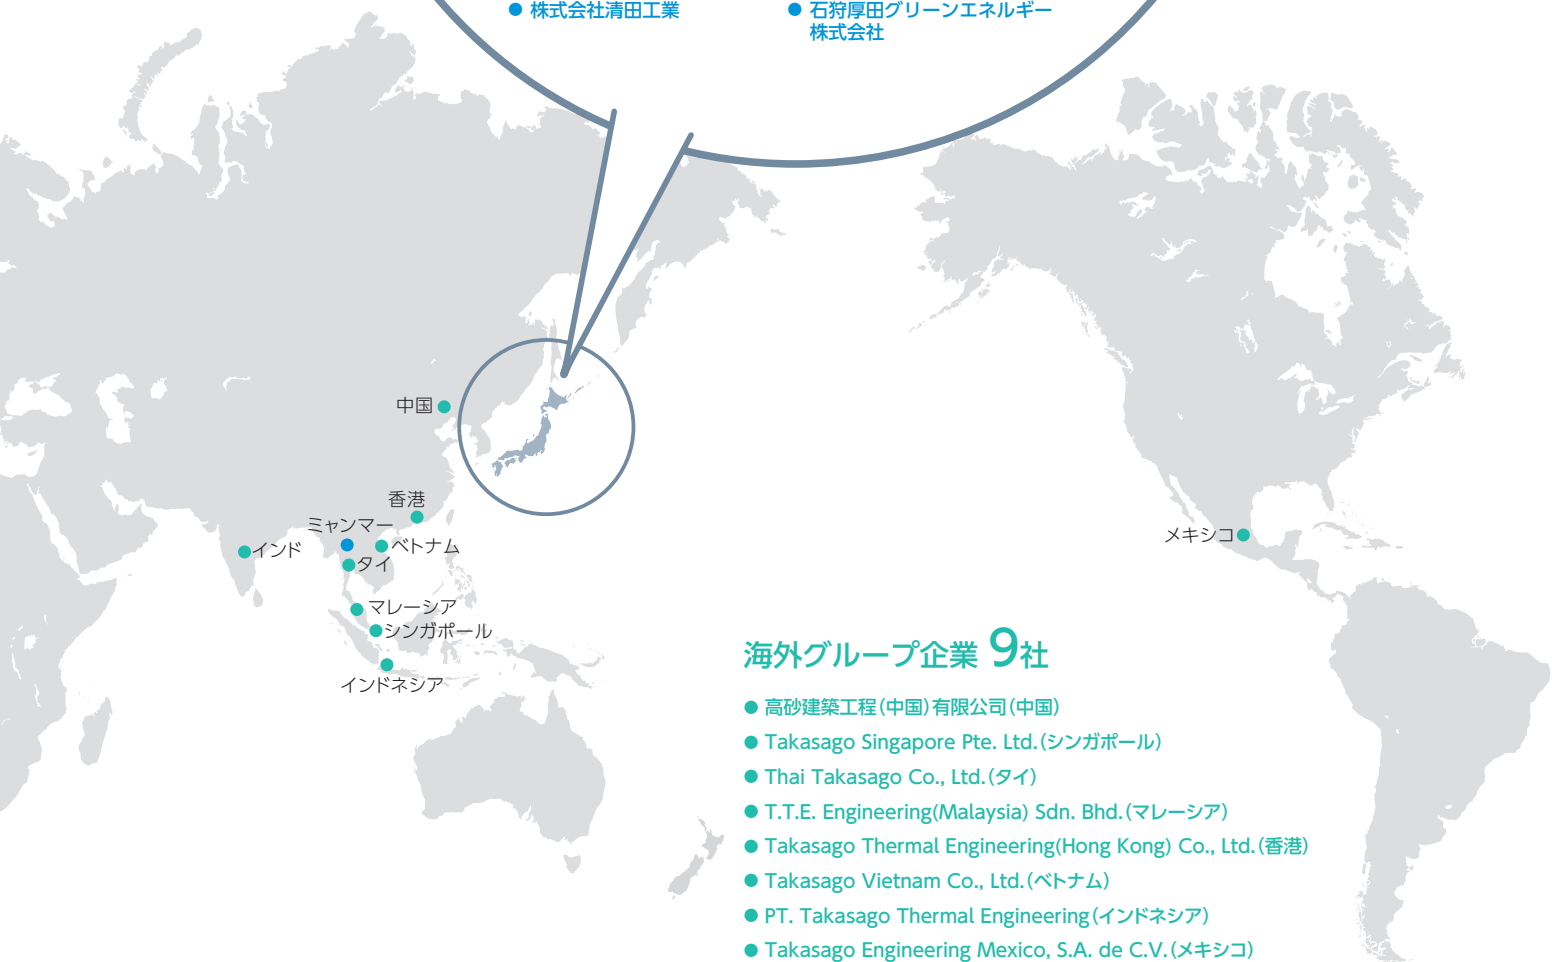 ● 株式会社清田工業
● 石狩厚田グリーンエネルギー
株式会社
中国
香港
ミャンマー
インド
ベトナム
タイ
マレーシア
シンガポール
インドネシア
メキシコ
海外グループ企業 9社
● 高砂建築工程(中国)有限公司(中国)
● Takasago Singapore Pte. Ltd.(シンガポール)
● Thai Takasago Co., Ltd.(タイ)
● T.T.E. Engineering(Malaysia) Sdn. Bhd.(マレーシア)
● Takasago Thermal Engineering(Hong Kong) Co., Ltd.(香港)
● Takasago Vietnam Co., Ltd.(ベトナム)
● PT. Takasago Thermal Engineering(インドネシア)
● Takasago Engineering Mexico, S.A. de C.V.(メキシコ)